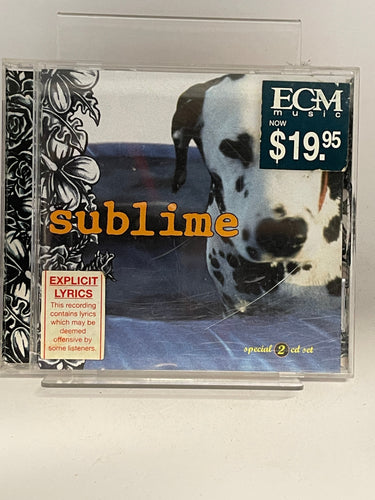 ECM
music
NOW
$19.95
sublime
EXPLICIT
LYRICS
This recording
contains lyrics
which may be
deemed
offensive by
some listeners.
special 2 cd set